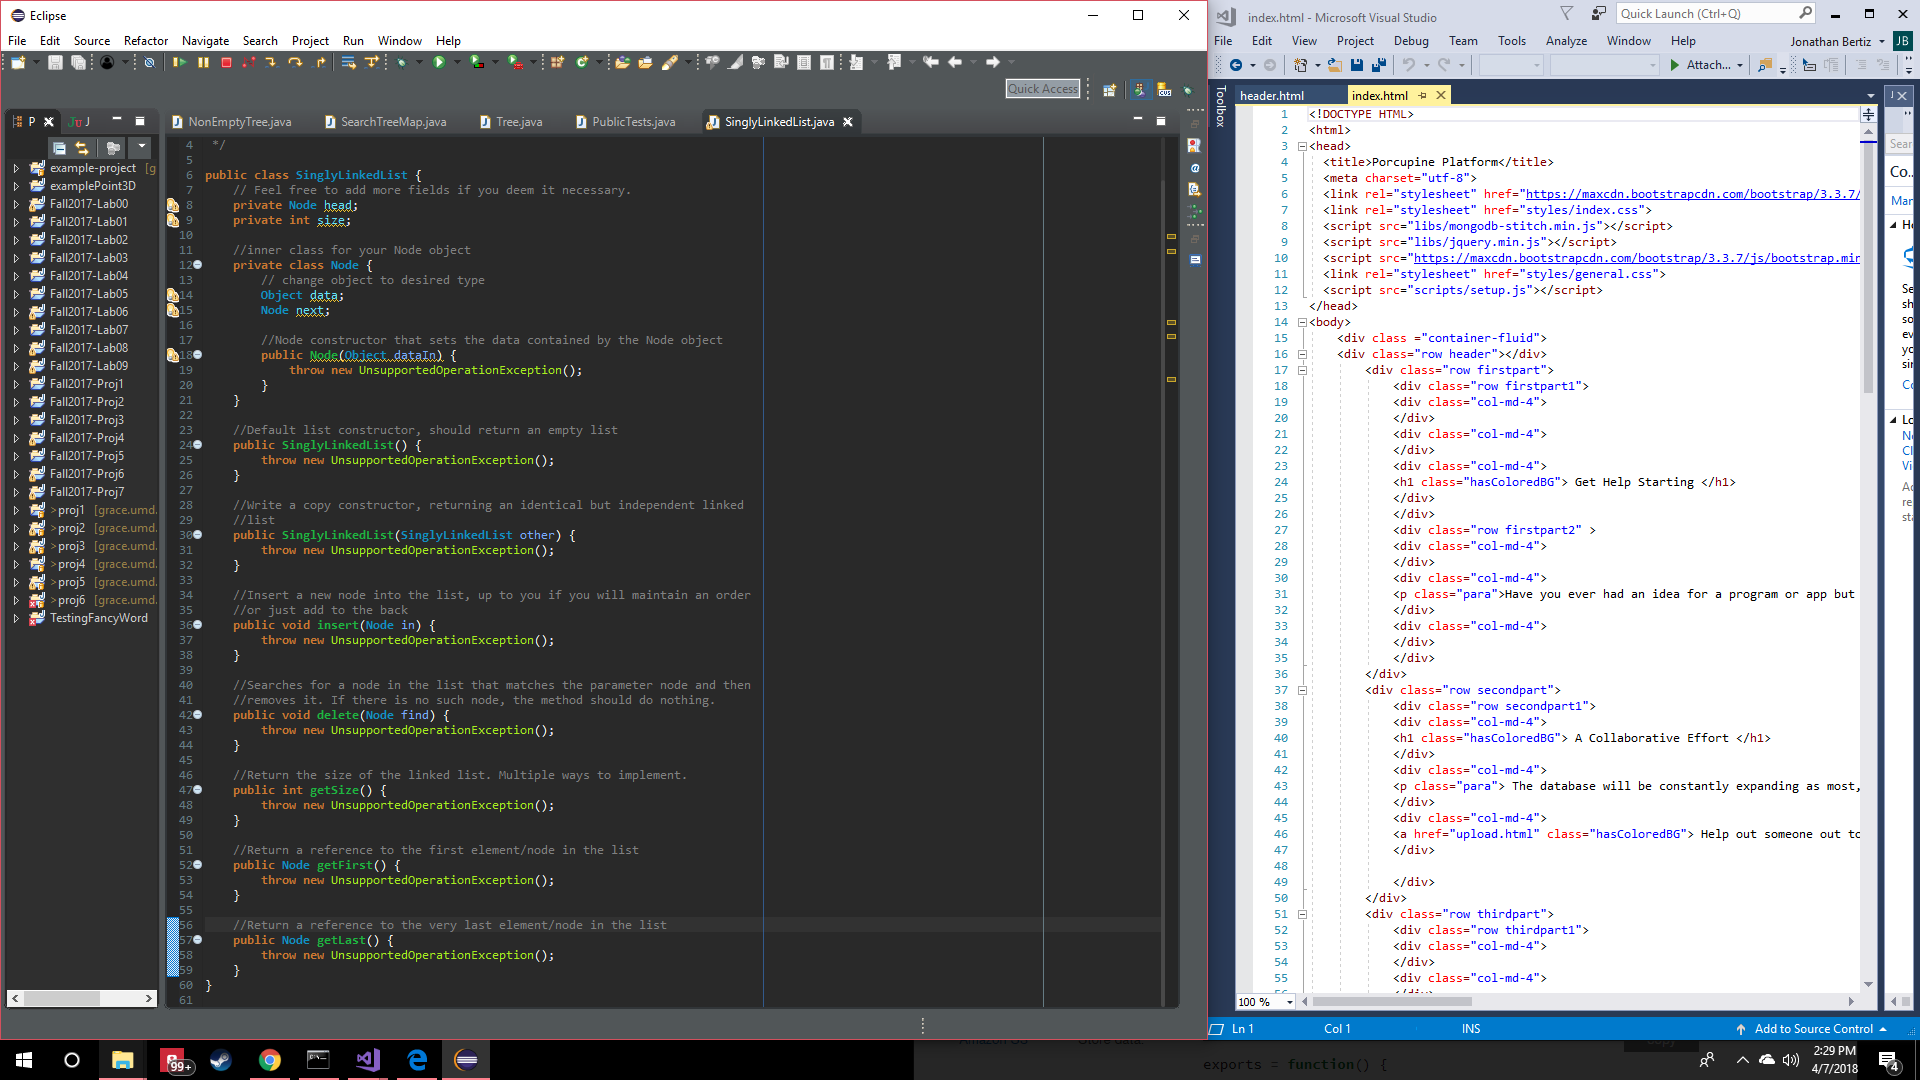 Eclipse
File Edit Source Refactor Navigate Search Project Run Window Help
Quick Access
P
Ju J
NonEmptyTree.java
SearchTreeMap.java
Tree.java
PublicTests.java
SinglyLinkedList.java
example-project [g
examplePoint3D
Fall2017-Lab00
Fall2017-Lab01
Fall2017-Lab02
Fall2017-Lab03
Fall2017-Lab04
Fall2017-Lab05
Fall2017-Lab06
Fall2017-Lab07
Fall2017-Lab08
Fall2017-Lab09
Fall2017-Proj1
Fall2017-Proj2
Fall2017-Proj3
Fall2017-Proj4
Fall2017-Proj5
Fall2017-Proj6
Fall2017-Proj7
>proj1 [grace.umd.
>proj2 [grace.umd.
>proj3 [grace.umd.
>proj4 [grace.umd.
>proj5 [grace.umd.
>proj6 [grace.umd.
TestingFancyWord
4 */
5
6 public class SinglyLinkedList {
7 // Feel free to add more fields if you deem it necessary.
8 private Node head;
9 private int size;
10
11 //inner class for your Node object
12 private class Node {
13 // change object to desired type
14 Object data;
15 Node next;
16
17 //Node constructor that sets the data contained by the Node object
18 public Node(Object dataIn) {
19 throw new UnsupportedOperationException();
20 }
21 }
22
23 //Default list constructor, should return an empty list
24 public SinglyLinkedList() {
25 throw new UnsupportedOperationException();
26 }
27
28 //Write a copy constructor, returning an identical but independent linked
29 //list
30 public SinglyLinkedList(SinglyLinkedList other) {
31 throw new UnsupportedOperationException();
32 }
33
34 //Insert a new node into the list, up to you if you will maintain an order
35 //or just add to the back
36 public void insert(Node in) {
37 throw new UnsupportedOperationException();
38 }
39
40 //Searches for a node in the list that matches the parameter node and then
41 //removes it. If there is no such node, the method should do nothing.
42 public void delete(Node find) {
43 throw new UnsupportedOperationException();
44 }
45
46 //Return the size of the linked list. Multiple ways to implement.
47 public int getSize() {
48 throw new UnsupportedOperationException();
49 }
50
51 //Return a reference to the first element/node in the list
52 public Node getFirst() {
53 throw new UnsupportedOperationException();
54 }
55
56 //Return a reference to the very last element/node in the list
57 public Node getLast() {
58 throw new UnsupportedOperationException();
59 }
60 }
61
index.html - Microsoft Visual Studio
Quick Launch (Ctrl+Q)
File Edit View Project Debug Team Tools Analyze Window Help
Jonathan Bertiz JB
Attach...
Toolbox
header.html
index.html
1 <!DOCTYPE HTML>
2 <html>
3 <head>
4 <title>Porcupine Platform</title>
5 <meta charset="utf-8">
6 <link rel="stylesheet" href="https://maxcdn.bootstrapcdn.com/bootstrap/3.3.7/
7 <link rel="stylesheet" href="styles/index.css">
8 <script src="libs/mongodb-stitch.min.js"></script>
9 <script src="libs/jquery.min.js"></script>
10 <script src="https://maxcdn.bootstrapcdn.com/bootstrap/3.3.7/js/bootstrap.min
11 <link rel="stylesheet" href="styles/general.css">
12 <script src="scripts/setup.js"></script>
13 </head>
14 <body>
15 <div class ="container-fluid">
16 <div class="row header"></div>
17 <div class="row firstpart">
18 <div class="row firstpart1">
19 <div class="col-md-4">
20 </div>
21 <div class="col-md-4">
22 </div>
23 <div class="col-md-4">
24 <h1 class="hasColoredBG"> Get Help Starting </h1>
25 </div>
26 </div>
27 <div class="row firstpart2" >
28 <div class="col-md-4">
29 </div>
30 <div class="col-md-4">
31 <p class="para">Have you ever had an idea for a program or app but
32 </div>
33 <div class="col-md-4">
34 </div>
35 </div>
36 </div>
37 <div class="row secondpart">
38 <div class="row secondpart1">
39 <div class="col-md-4">
40 <h1 class="hasColoredBG"> A Collaborative Effort </h1>
41 </div>
42 <div class="col-md-4">
43 <p class="para"> The database will be constantly expanding as most,
44 </div>
45 <div class="col-md-4">
46 <a href="upload.html" class="hasColoredBG"> Help out someone out to
47 </div>
48
49 </div>
50 </div>
51 <div class="row thirdpart">
52 <div class="row thirdpart1">
53 <div class="col-md-4">
54 </div>
55 <div class="col-md-4">
100 %
Sear
Co...
Mar
Se
sh
so
ev
yo
sin
Co
Lo
Ne
Cl
Vi
re
sta
Ln 1 Col 1 INS
Add to Source Control
Store data.
exports = function() {
99+
2:29 PM
4/7/2018
4